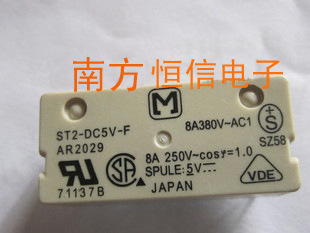 南方恒信电子
M
ST2-DC5V-F
8A380V~AC1
+S
AR2029
SZ58
8A 250V~cosφ=1.0
SPULE: 5V
71137B
JAPAN
VDE